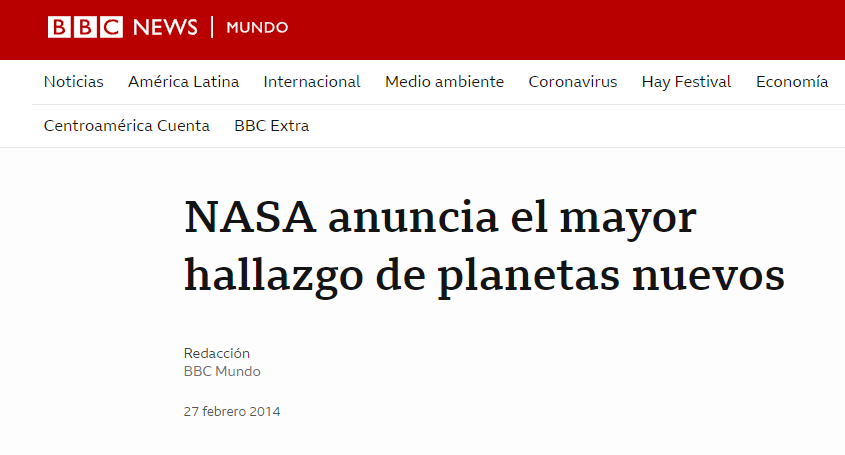 BBC NEWS | MUNDO
Noticias América Latina Internacional Medio ambiente Coronavirus Hay Festival Economía
Centroamérica Cuenta BBC Extra
NASA anuncia el mayor
hallazgo de planetas nuevos
Redacción
BBC Mundo
27 febrero 2014